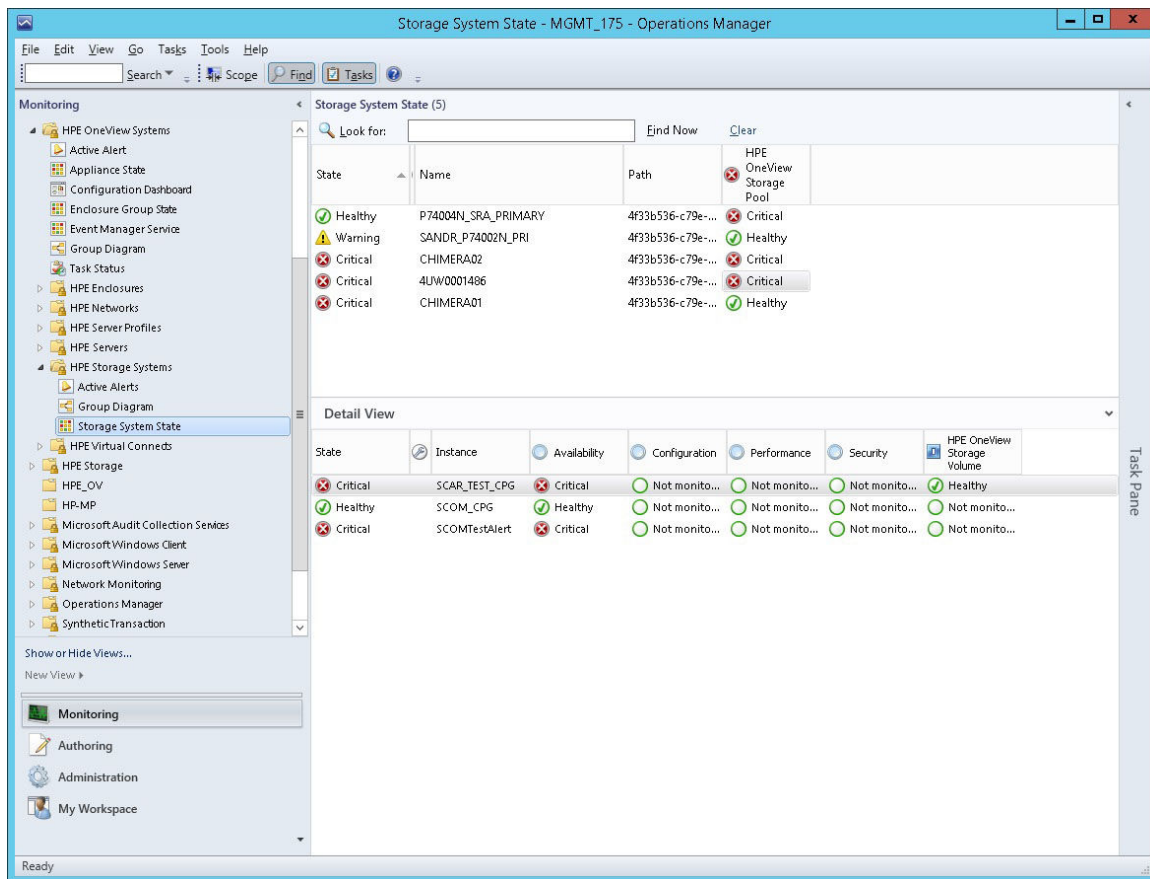 Storage System State - MGMT_175 - Operations Manager
File Edit View Go Tasks Tools Help
Search Scope Find Tasks
Monitoring
HPE OneView Systems
Active Alert
Appliance State
Configuration Dashboard
Enclosure Group State
Event Manager Service
Group Diagram
Task Status
HPE Enclosures
HPE Networks
HPE Server Profiles
HPE Servers
HPE Storage Systems
Active Alerts
Group Diagram
Storage System State
HPE Virtual Connects
HPE Storage
HPE_OV
HP-MP
Microsoft Audit Collection Services
Microsoft Windows Client
Microsoft Windows Server
Network Monitoring
Operations Manager
Synthetic Transaction
Show or Hide Views...
New View
Monitoring
Authoring
Administration
My Workspace
Storage System State (5)
Look for: Find Now Clear
State Name Path HPE OneView Storage Pool
Healthy P74004N_SRA_PRIMARY 4f33b536-c79e-... Critical
Warning SANDR_P74002N_PRI 4f33b536-c79e-... Healthy
Critical CHIMERA02 4f33b536-c79e-... Critical
Critical 4UW0001486 4f33b536-c79e-... Critical
Critical CHIMERA01 4f33b536-c79e-... Healthy
Detail View
State Instance Availability Configuration Performance Security HPE OneView Storage Volume
Critical SCAR_TEST_CPG Critical Not monito... Not monito... Not monito... Healthy
Healthy SCOM_CPG Healthy Not monito... Not monito... Not monito... Not monito...
Critical SCOMTestAlert Critical Not monito... Not monito... Not monito... Not monito...
Task Pane
Ready